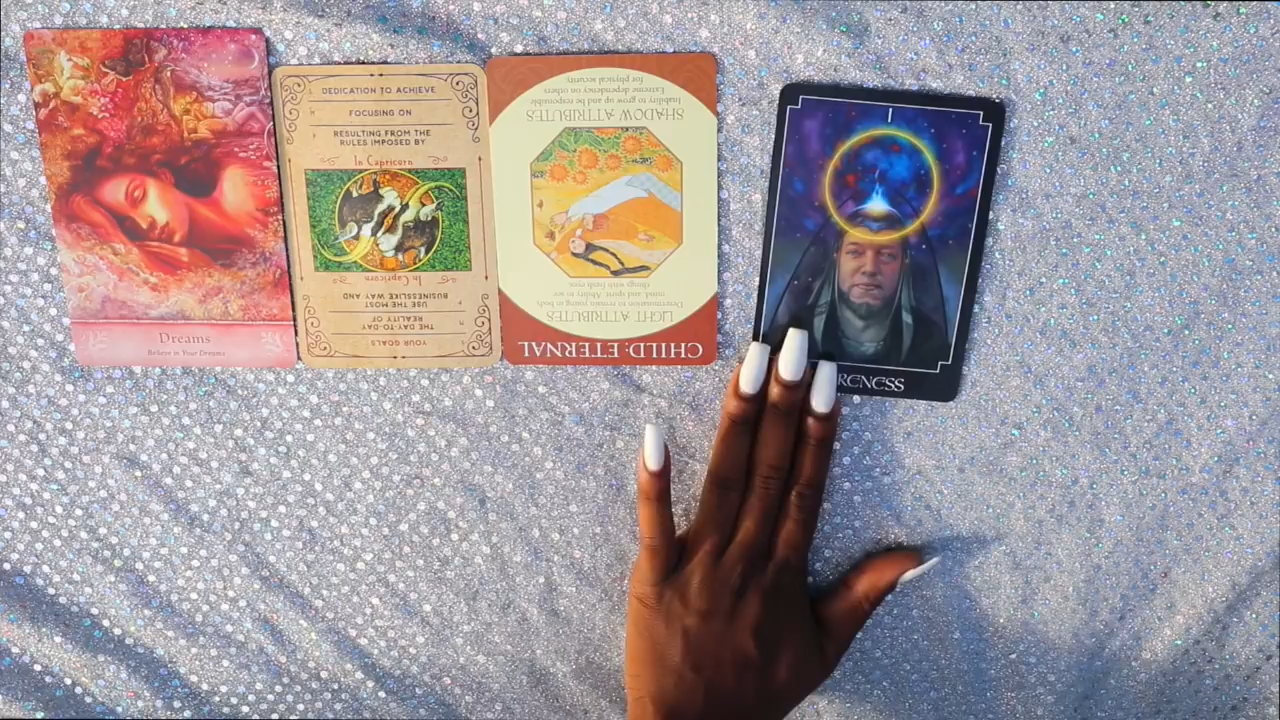 Dreams
Believe in Your Dreams
DEDICATION TO ACHIEVE
FOCUSING ON
RESULTING FROM THE
RULES IMPOSED BY
In Capricorn
In Capricorn
USE THE MOST
BUSINESSLIKE WAY AND
REALITY OF
THE DAY-TO-DAY
YOUR GOALS
CHILD: ETERNAL
LIGHT ATTRIBUTES
Determination to remain young in body
mind, and spirit. Ability to see
things with fresh eyes.
SHADOW ATTRIBUTES
Inability to grow up and be responsible
Extreme dependency on others
for physical security
I
RENESS